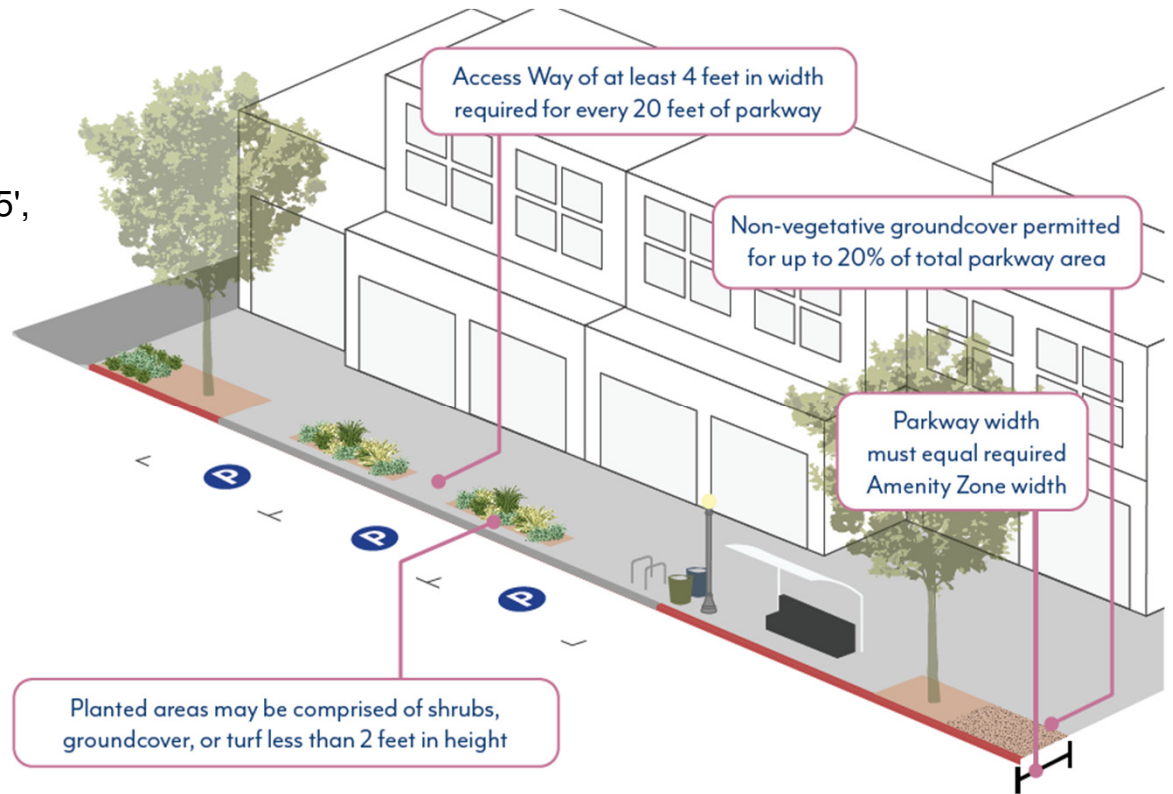 Access Way of at least 4 feet in width
required for every 20 feet of parkway
5',
Non-vegetative groundcover permitted
for up to 20% of total parkway area
Parkway width
must equal required
Amenity Zone width
P
P
P
Planted areas may be comprised of shrubs,
groundcover, or turf less than 2 feet in height